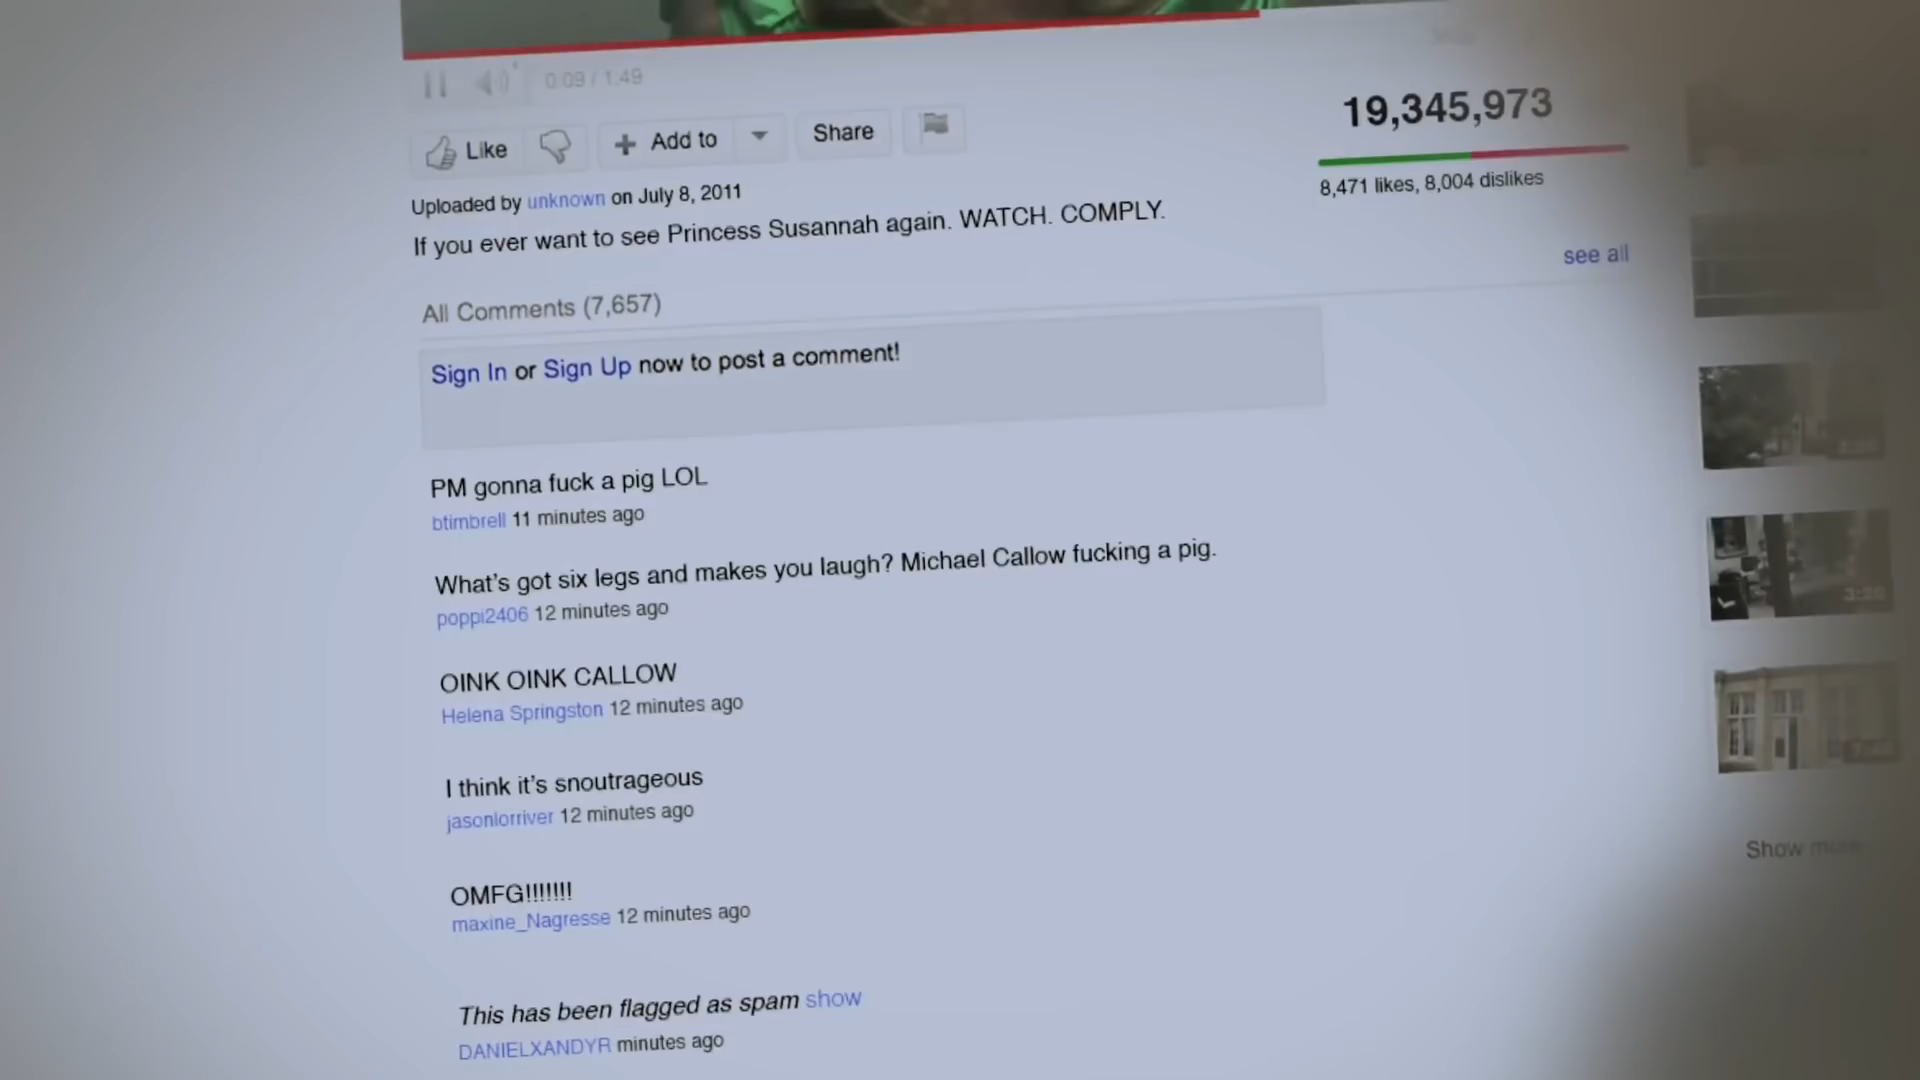 0:09 / 1:49
19,345,973
Like
Add to
Share
8,471 likes, 8,004 dislikes
Uploaded by unknown on July 8, 2011
If you ever want to see Princess Susannah again. WATCH. COMPLY.
see all
All Comments (7,657)
Sign In or Sign Up now to post a comment!
PM gonna fuck a pig LOL
btimbrell 11 minutes ago
What's got six legs and makes you laugh? Michael Callow fucking a pig.
poppi2406 12 minutes ago
OINK OINK CALLOW
Helena Springston 12 minutes ago
I think it's snoutrageous
jasonlorriver 12 minutes ago
Show more
OMFG!!!!!!!
maxine_Nagresse 12 minutes ago
This has been flagged as spam show
DANIELXANDYR minutes ago